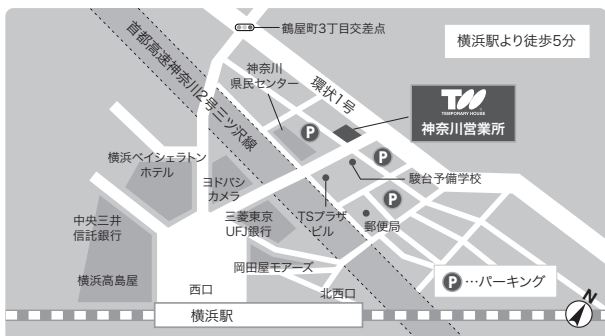 鶴屋町3丁目交差点
横浜駅より徒歩5分
首都高速神奈川2号三ツ沢線
神奈川
県民センター
環状1号
TM
TEMPORARY HOUSE
神奈川営業所
P
P
P
横浜ベイシェラトン
ホテル
ヨドバシ
カメラ
駿台予備学校
中央三井
信託銀行
三菱東京
UFJ銀行
TSプラザ
ビル
郵便局
岡田屋モアーズ
横浜高島屋
P…パーキング
西口
北西口
横浜駅
N